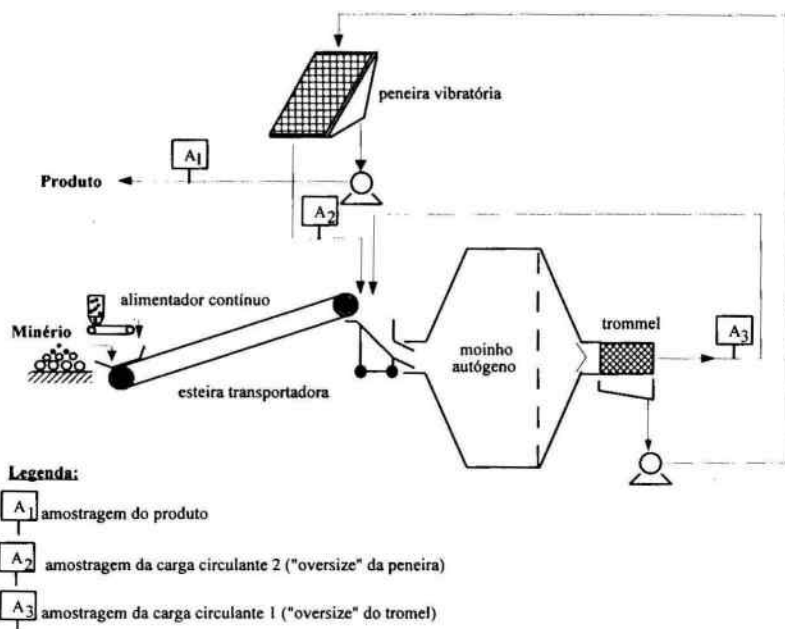 peneira vibratória
A1
Produto
A2
alimentador contínuo
Minério
esteira transportadora
moinho
autógeno
trommel
A3
Legenda:
A1 amostragem do produto
A2 amostragem da carga circulante 2 ("oversize" da peneira)
A3 amostragem da carga circulante 1 ("oversize" do tromel)